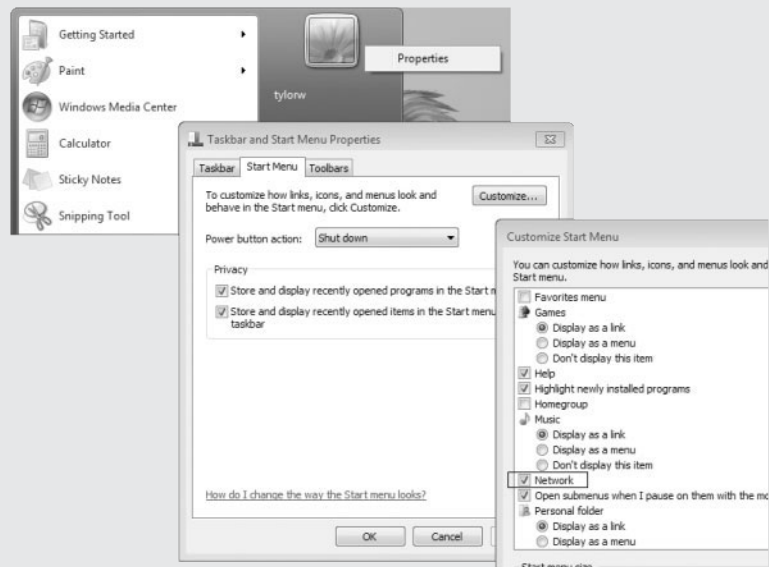 Getting Started
Paint
Windows Media Center
Calculator
Sticky Notes
Snipping Tool
tylorw
Properties
Taskbar and Start Menu Properties
Taskbar
Start Menu
Toolbars
To customize how links, icons, and menus look and
behave in the Start menu, click Customize.
Customize...
Power button action:
Shut down
Privacy
Store and display recently opened programs in the Start
Store and display recently opened items in the Start menu
taskbar
How do I change the way the Start menu looks?
OK
Cancel
Customize Start Menu
You can customize how links, icons, and menus look and
Start menu.
Favorites menu
Games
Display as a link
Display as a menu
Don't display this item
Help
Highlight newly installed programs
Homegroup
Music
Display as a link
Display as a menu
Don't display this item
Network
Open submenus when I pause on them with the
Personal folder
Display as a link
Display as a menu
Start menu size